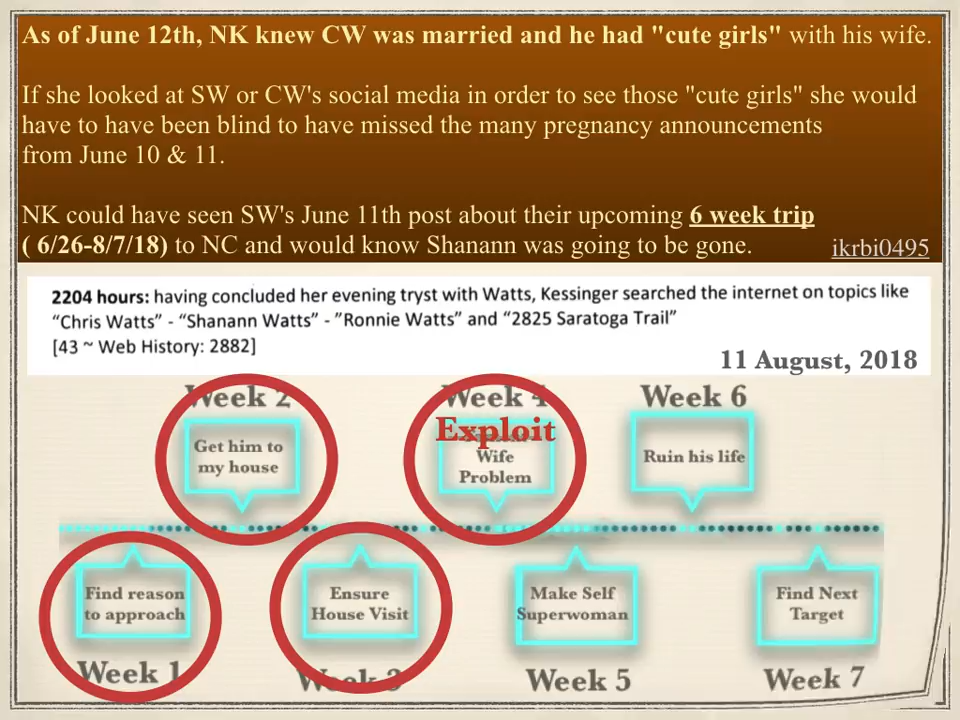 As of June 12th, NK knew CW was married and he had "cute girls" with his wife.
If she looked at SW or CW's social media in order to see those "cute girls" she would
have to have been blind to have missed the many pregnancy announcements
from June 10 & 11.
NK could have seen SW's June 11th post about their upcoming 6 week trip
( 6/26-8/7/18) to NC and would know Shanann was going to be gone.
ikrbi0495
2204 hours: having concluded her evening tryst with Watts, Kessinger searched the internet on topics like
“Chris Watts” - “Shanann Watts” - ”Ronnie Watts” and “2825 Saratoga Trail”
[43 ~ Web History: 2882]
11 August, 2018
Week 2
Week 4
Week 6
Get him to
my house
Exploit
Wife
Problem
Ruin his life
Find reason
to approach
Ensure
House Visit
Make Self
Superwoman
Find Next
Target
Week 1
Week 3
Week 5
Week 7